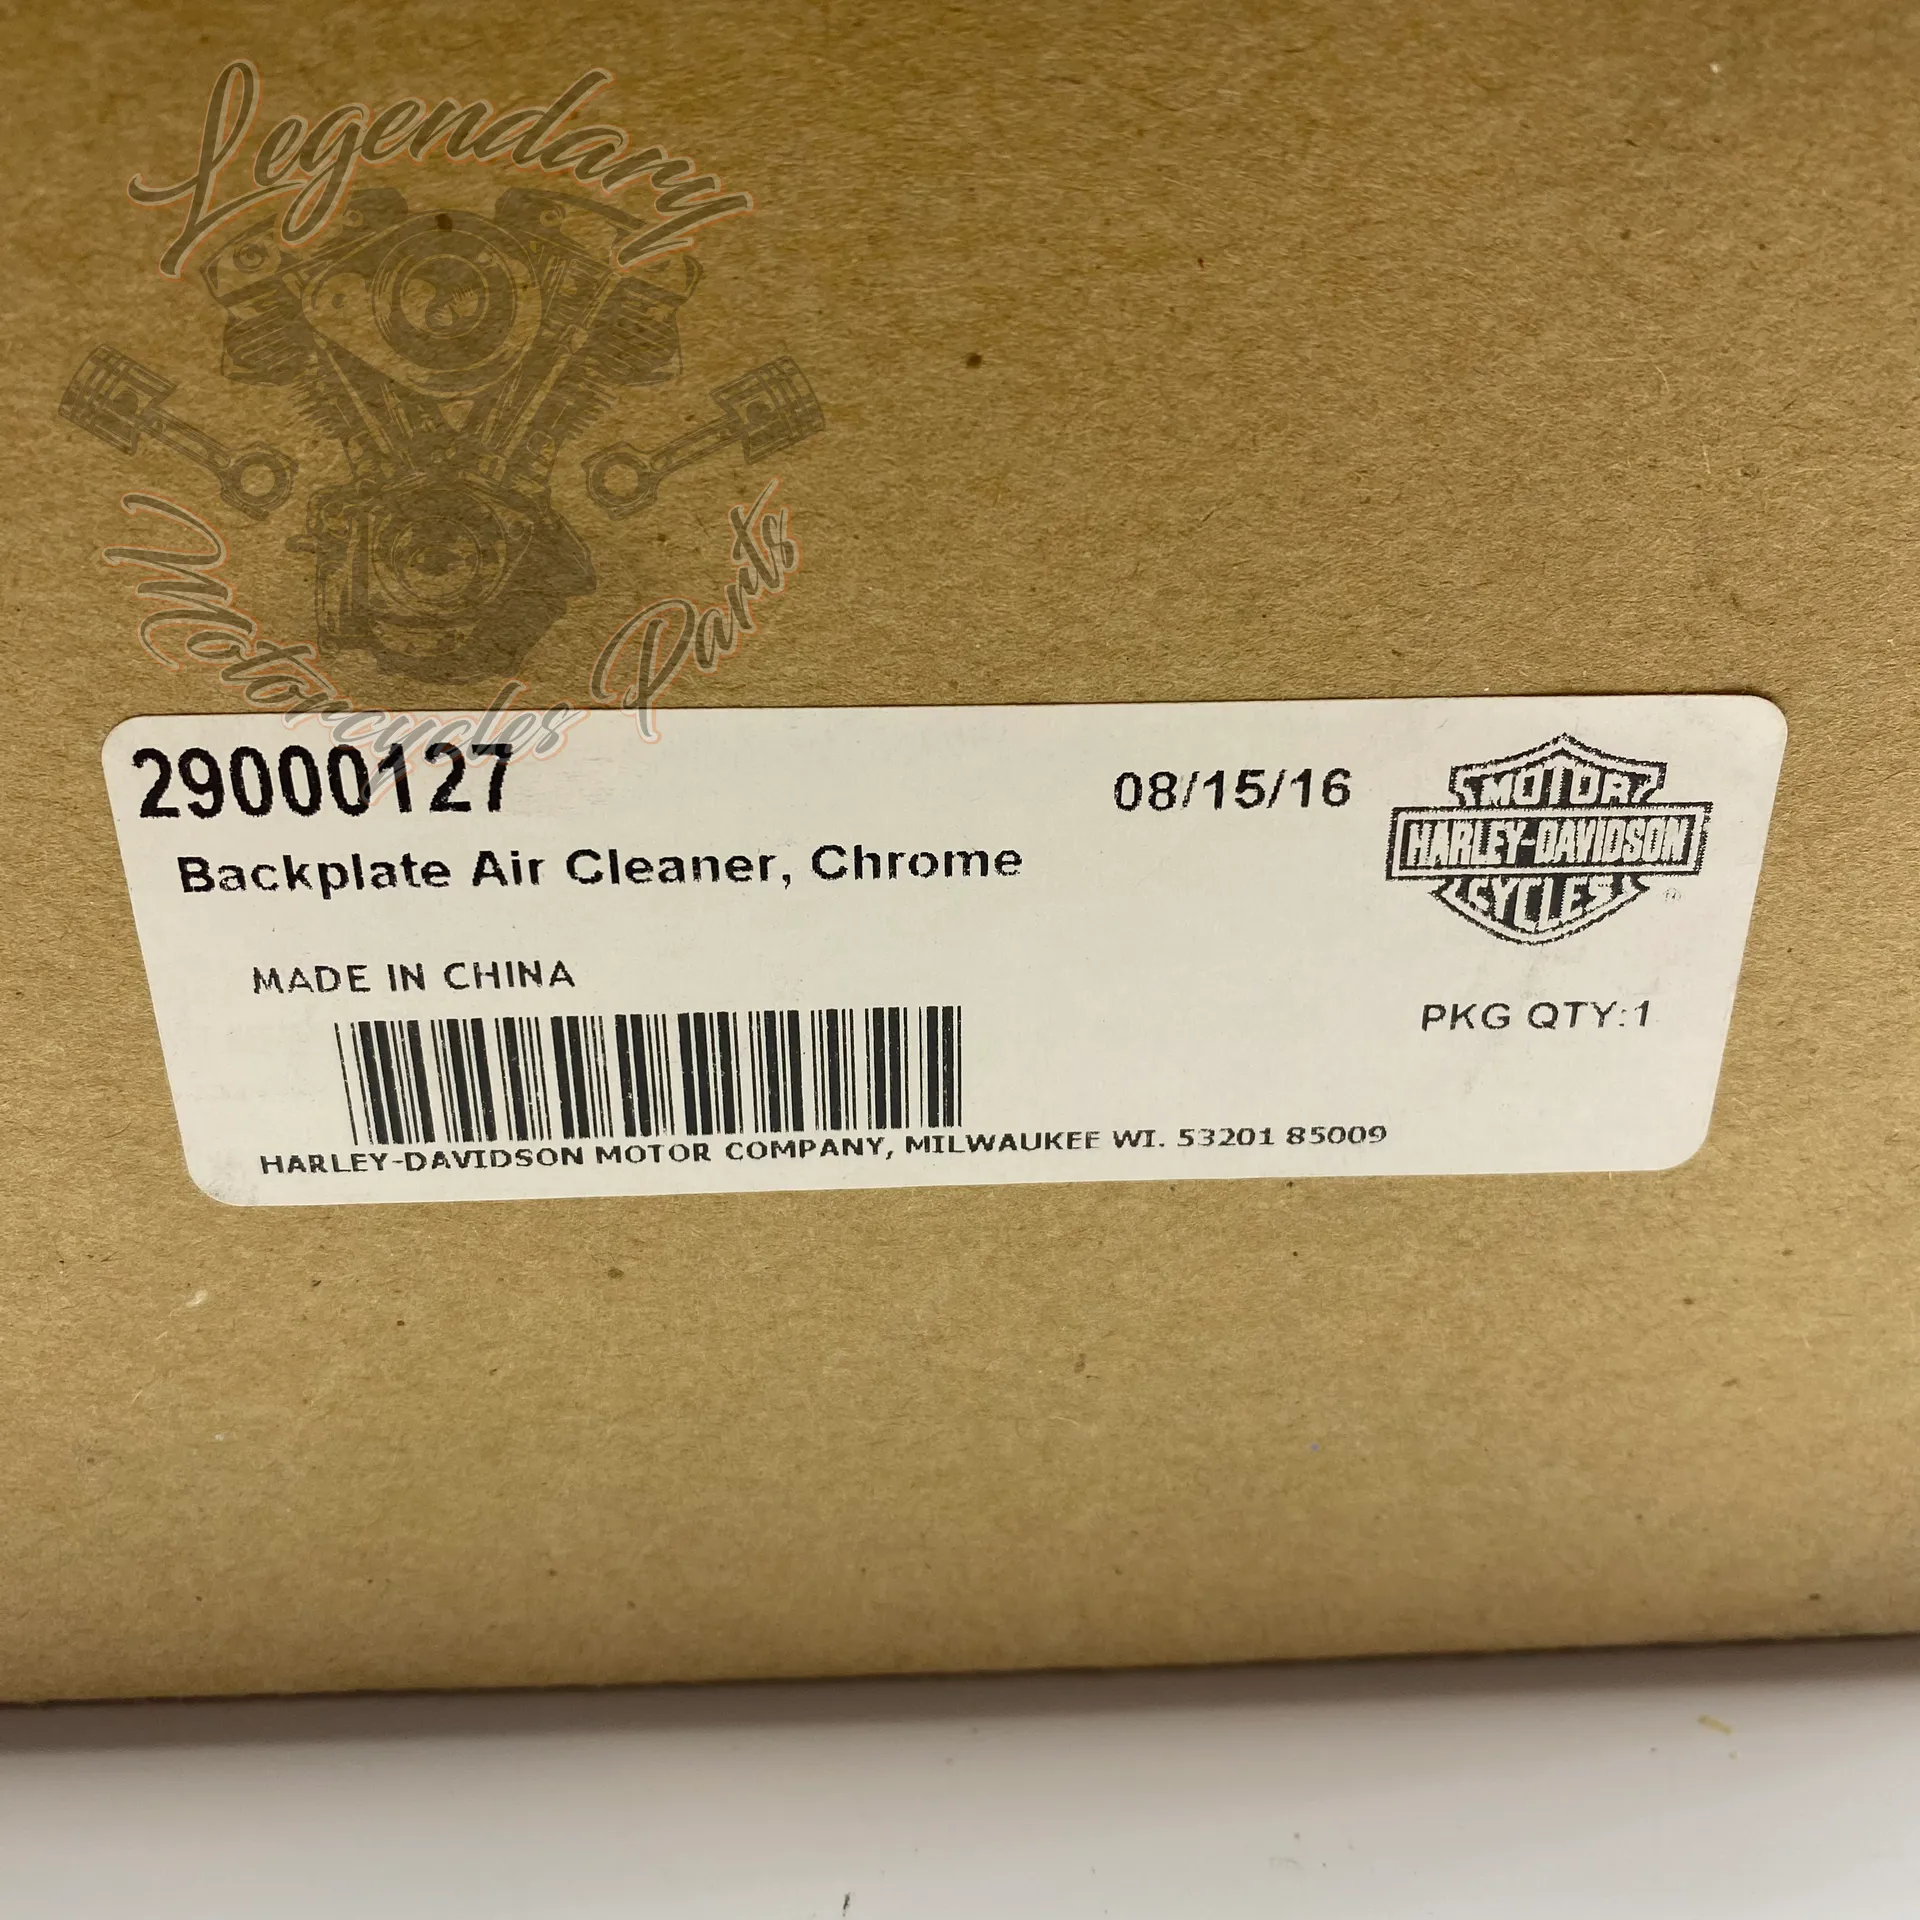 Legendary
Motorcycles Parts
29000127
08/15/16
Backplate Air Cleaner, Chrome
MOTOR
HARLEY-DAVIDSON
CYCLES
MADE IN CHINA
PKG QTY:1
HARLEY-DAVIDSON MOTOR COMPANY, MILWAUKEE WI. 53201 85009